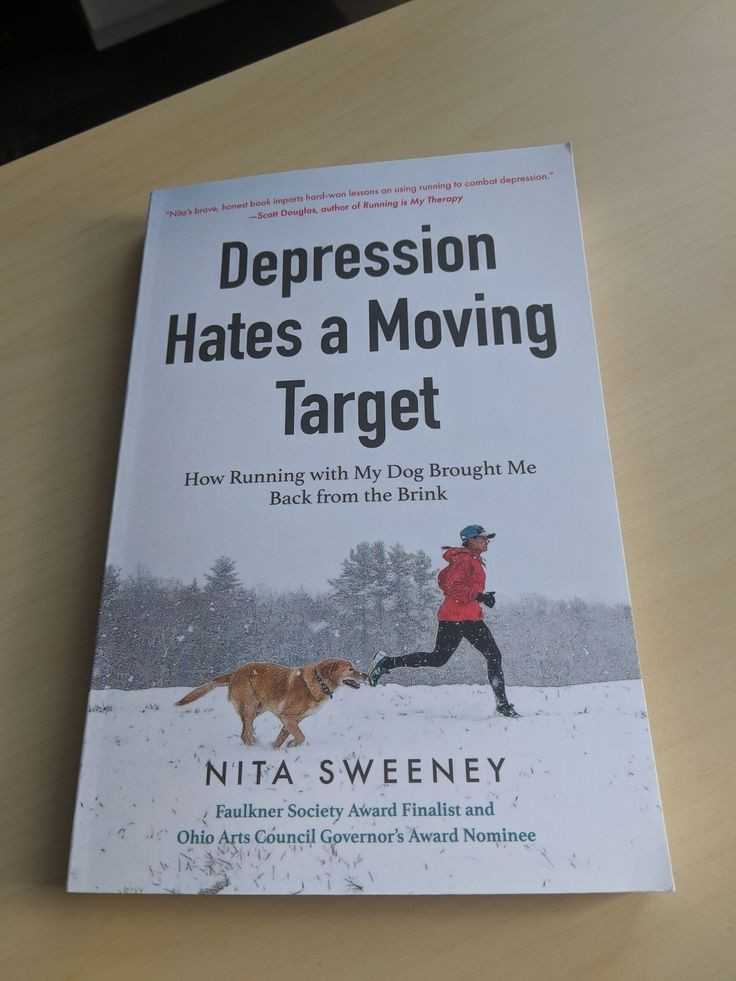 "Nita's brave, honest book imparts hard-won lessons on using running to combat depression."
—Scott Douglas, author of Running is My Therapy
Depression
Hates a Moving
Target
How Running with My Dog Brought Me
Back from the Brink
NITA SWEENEY
Faulkner Society Award Finalist and
Ohio Arts Council Governor's Award Nominee